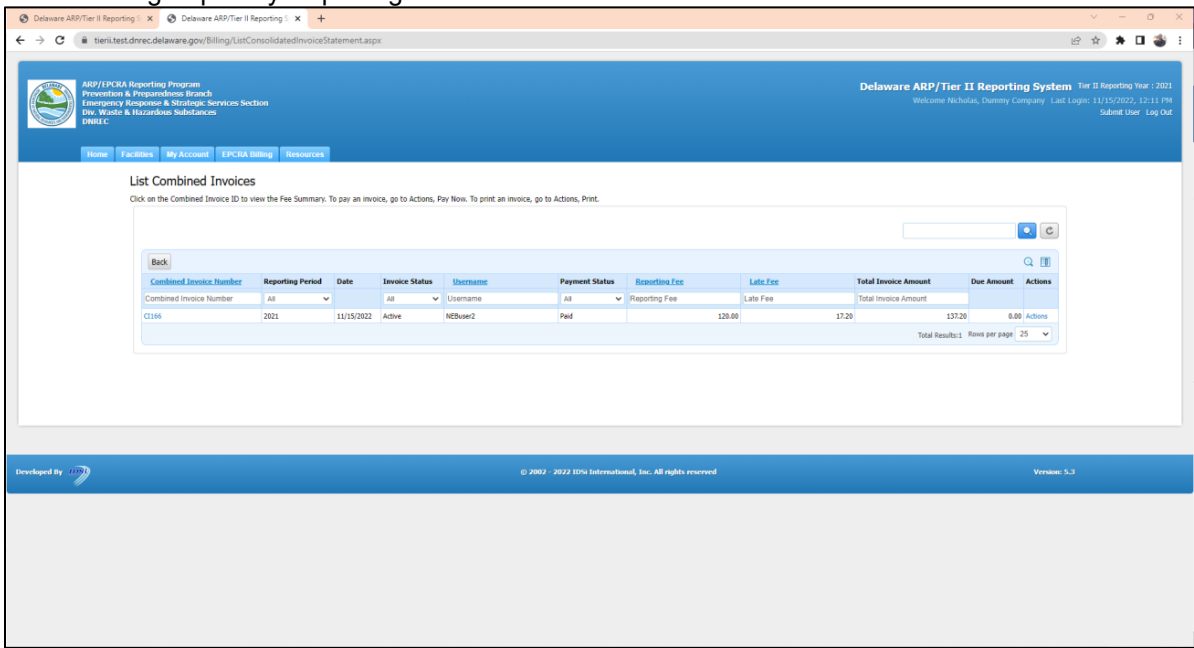 Delaware ARP/Tier II Reporting S
Delaware ARP/Tier II Reporting S
tierii.test.dnrec.delaware.gov/Billing/ListConsolidatedInvoiceStatement.aspx
ARP/EPCRA Reporting Program
Prevention & Preparedness Branch
Emergency Response & Strategic Services Section
Div. Waste & Hazardous Substances
DNREC
Delaware ARP/Tier II Reporting System Tier II Reporting Year : 2021
Welcome Nicholas, Dummy Company Last Login: 11/15/2022, 12:11 PM
Submit User Log Out
Home Facilities My Account EPCRA Billing Resources
List Combined Invoices
Click on the Combined Invoice ID to view the Fee Summary. To pay an invoice, go to Actions, Pay Now. To print an invoice, go to Actions, Print.
Back
Combined Invoice Number Reporting Period Date Invoice Status Username Payment Status Reporting Fee Late Fee Total Invoice Amount Due Amount Actions
Combined Invoice Number All All Username All Reporting Fee Late Fee Total Invoice Amount
CI166 2021 11/15/2022 Active NEBuser2 Paid 120.00 17.20 137.20 0.00 Actions
Total Results:1 Rows per page 25
Developed By IDSi © 2002 - 2022 IDSi International, Inc. All rights reserved Version: 5.3